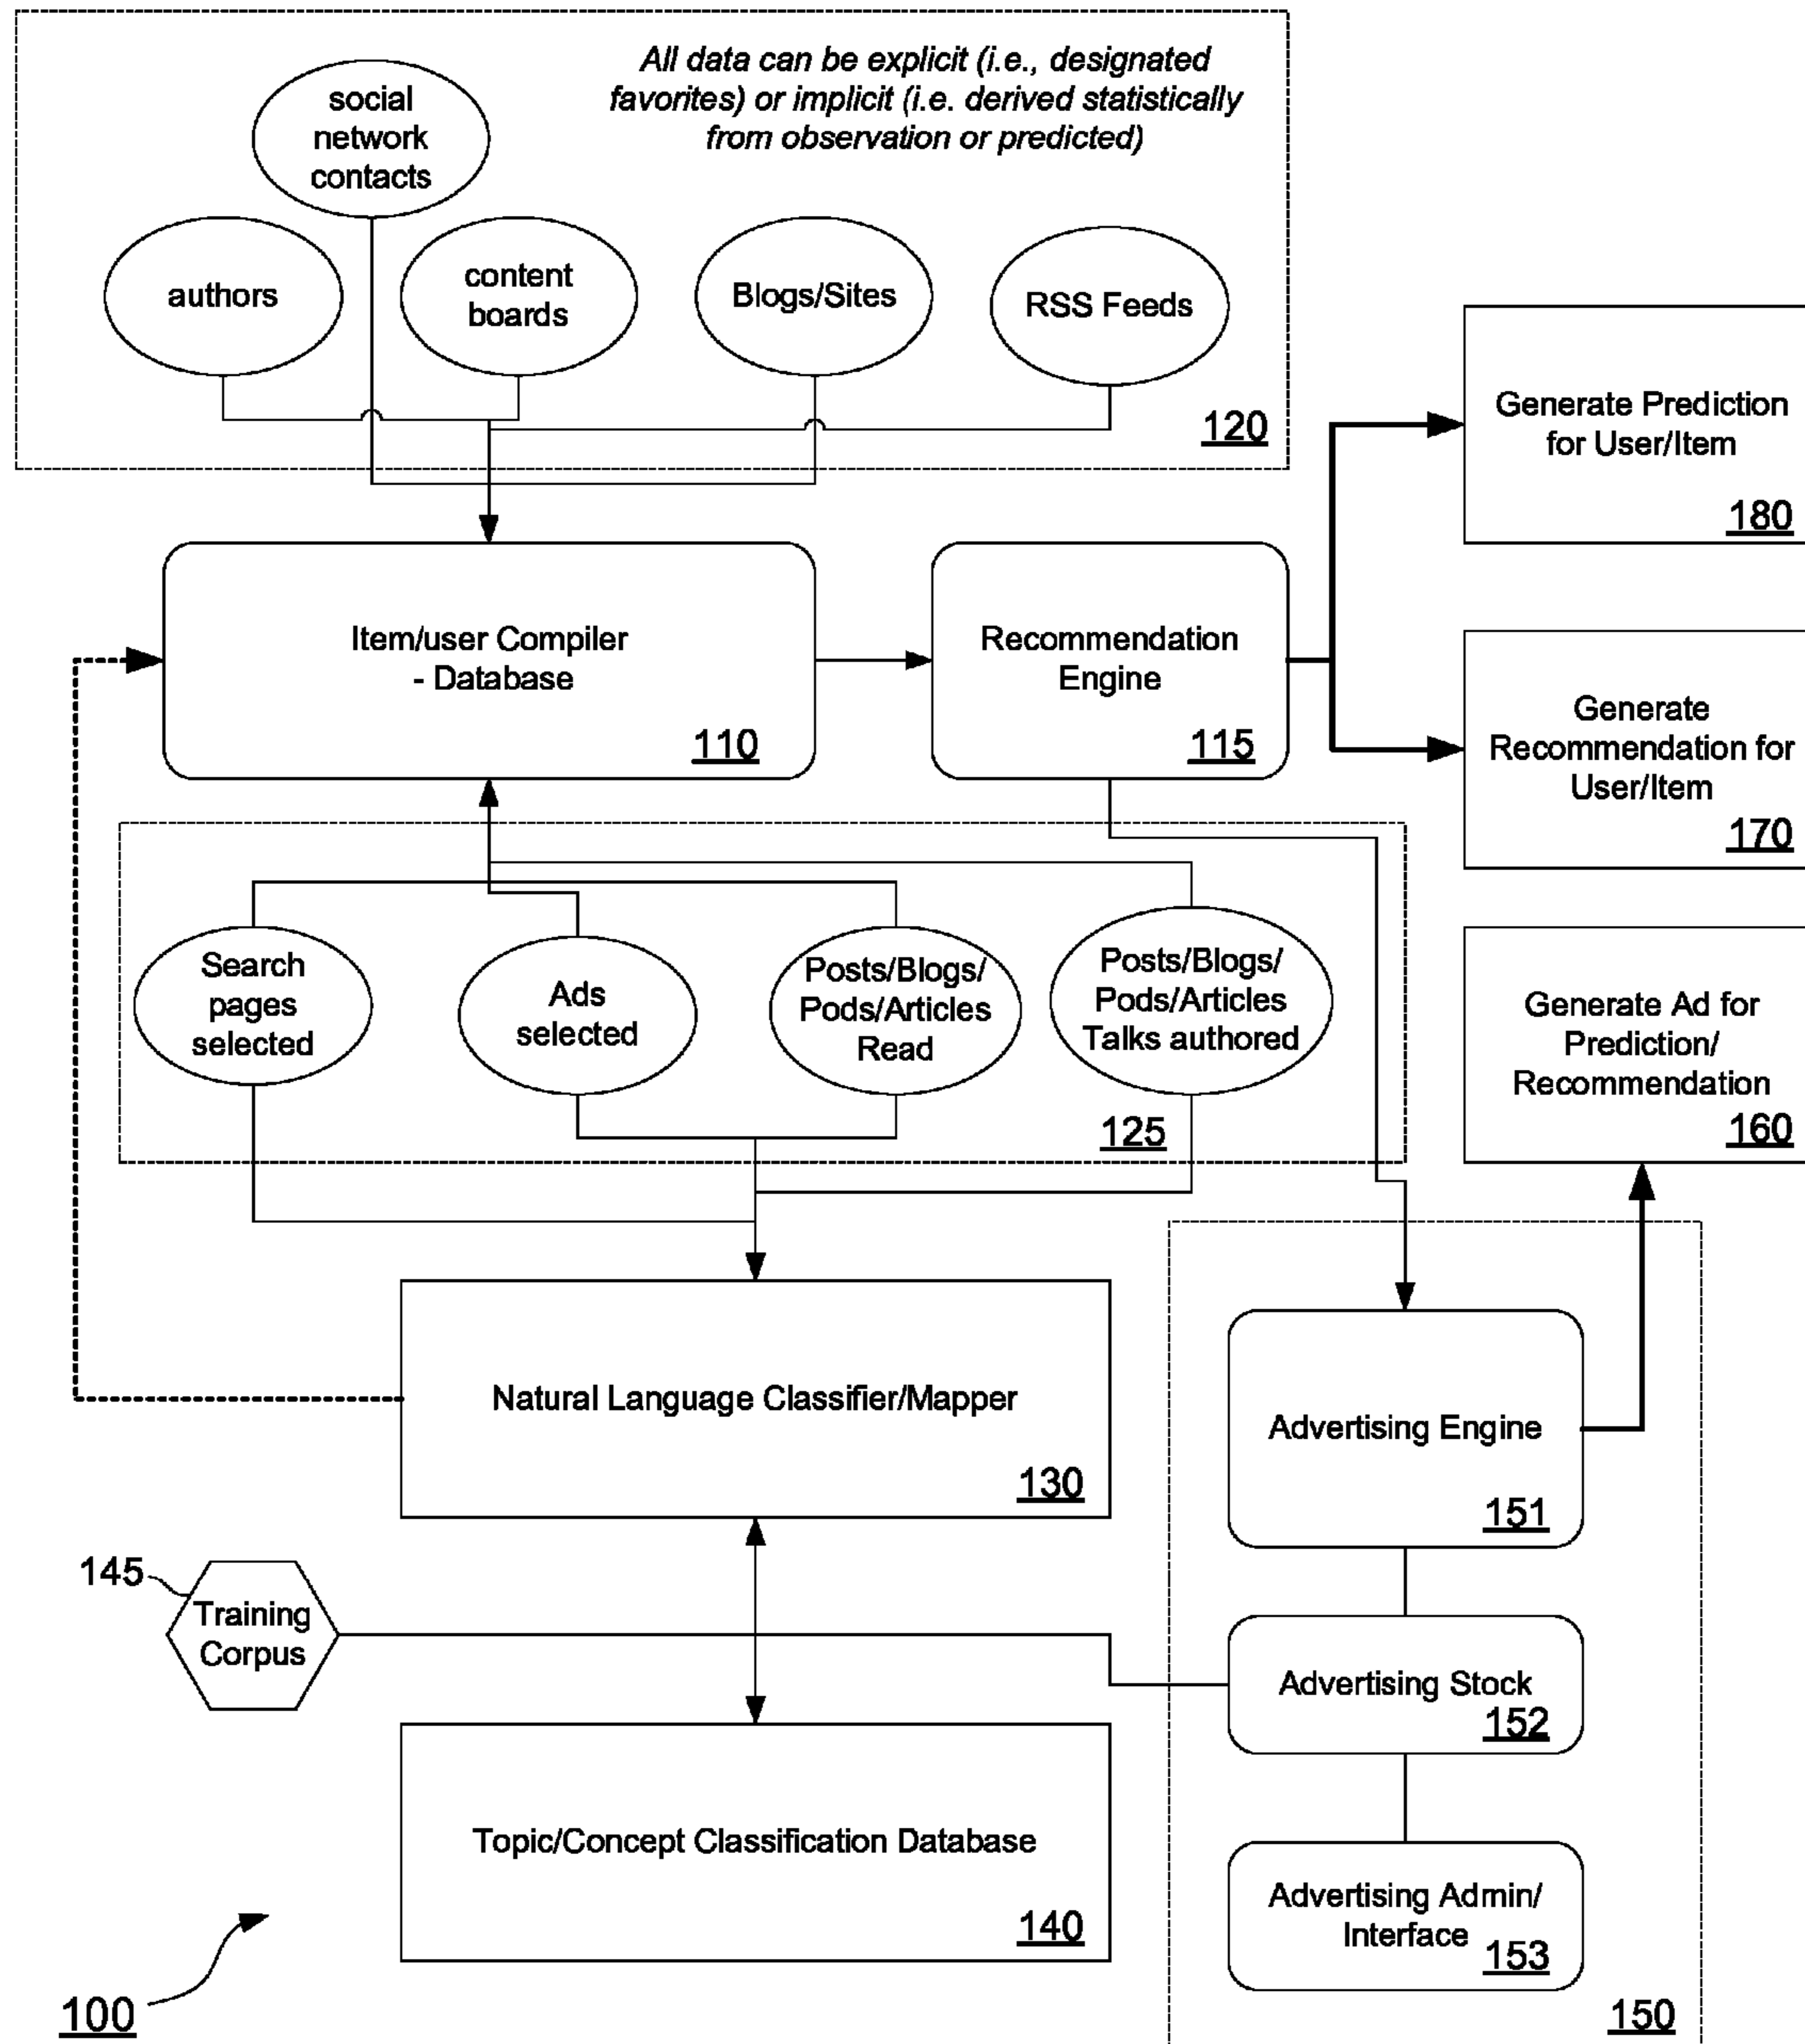 All data can be explicit (i.e., designated
favorites) or implicit (i.e. derived statistically
from observation or predicted)
social
network
contacts
authors
content
boards
Blogs/Sites
RSS Feeds
120
Generate Prediction
for User/Item
180
Item/user Compiler
- Database
110
Recommendation
Engine
115
Generate
Recommendation for
User/Item
170
Search
pages
selected
Ads
selected
Posts/Blogs/
Pods/Articles
Read
Posts/Blogs/
Pods/Articles
Talks authored
125
Generate Ad for
Prediction/
Recommendation
160
Natural Language Classifier/Mapper
130
Advertising Engine
151
145
Training
Corpus
Advertising Stock
152
Topic/Concept Classification Database
140
Advertising Admin/
Interface
153
100
150